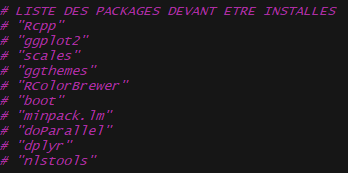 # LISTE DES PACKAGES DEVANT ETRE INSTALLES
# "Rcpp"
# "ggplot2"
# "scales"
# "ggthemes"
# "RColorBrewer"
# "boot"
# "minpack.lm"
# "doParallel"
# "dplyr"
# "nlstools"